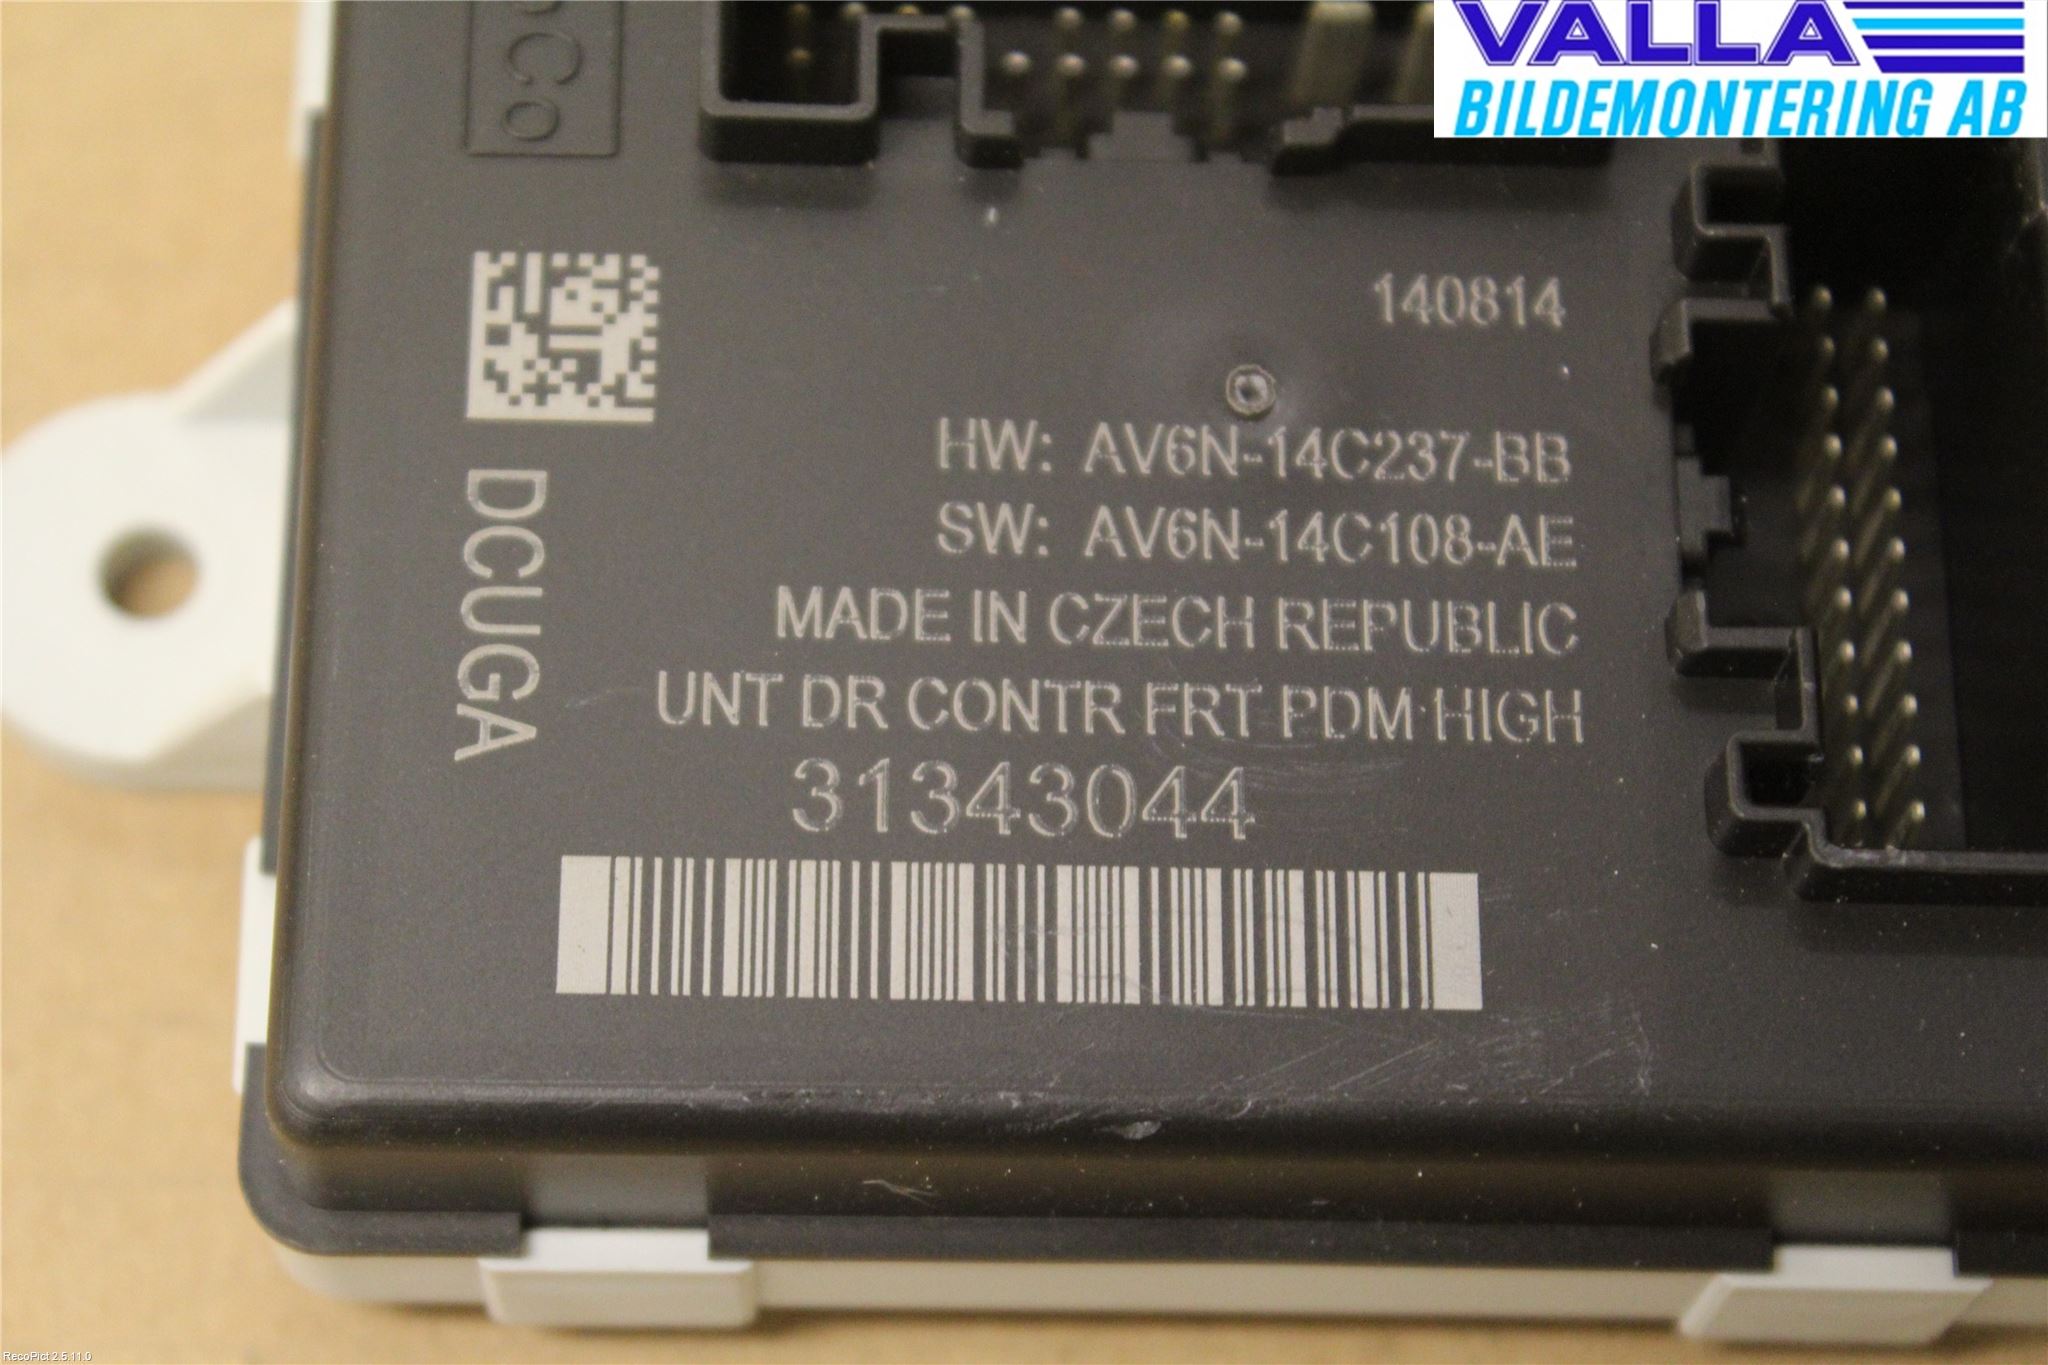 VALLA
BILDEMONTERING AB
Co
140814
HW: AV6N-14C237-BB
SW: AV6N-14C108-AE
MADE IN CZECH REPUBLIC
UNT DR CONTR FRT PDM HIGH
31343044
DCUGA
RecoPict 2.5.11.0